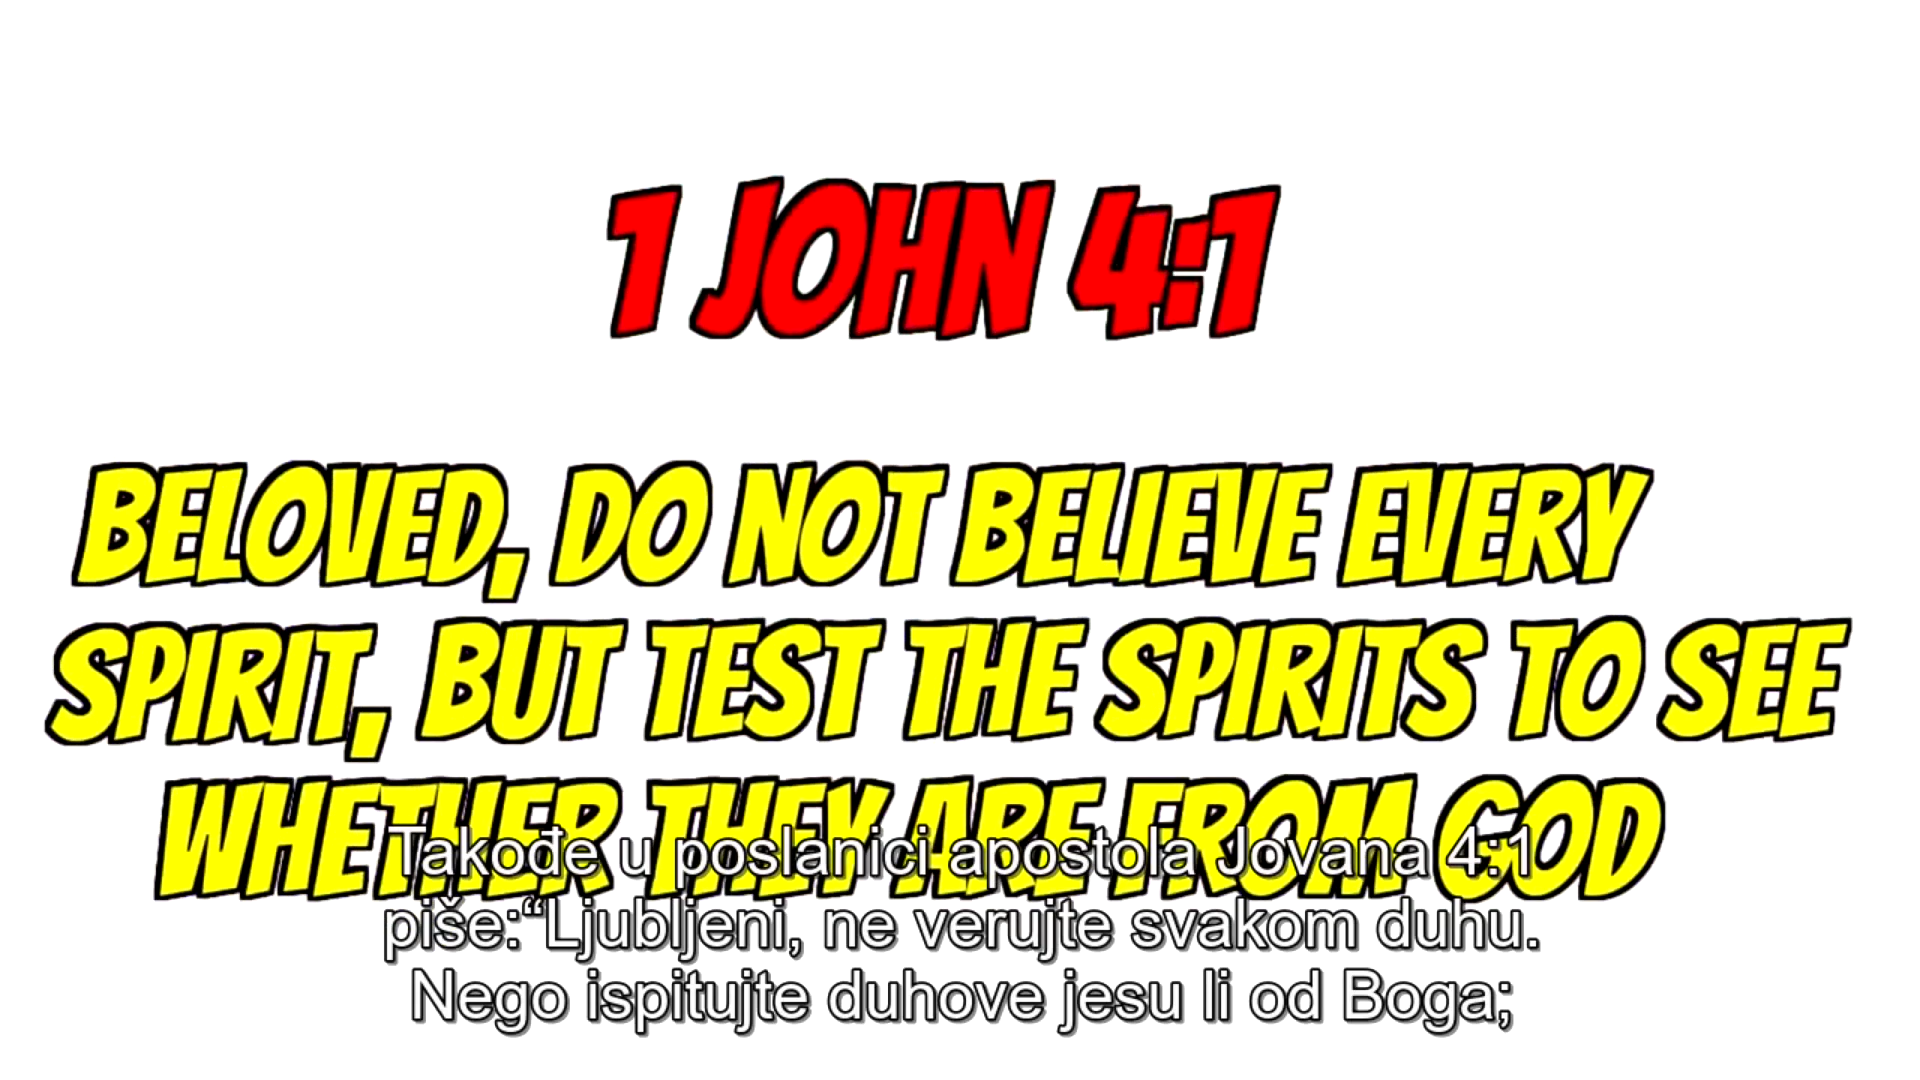 1 JOHN 4:1
BELOVED, DO NOT BELIEVE EVERY
SPIRIT, BUT TEST THE SPIRITS TO SEE
WHETHER THEY ARE FROM GOD
Takođe u poslanici apostola Jovana 4:1
piše:“Ljubljeni, ne verujte svakom duhu.
Nego ispitujte duhove jesu li od Boga;